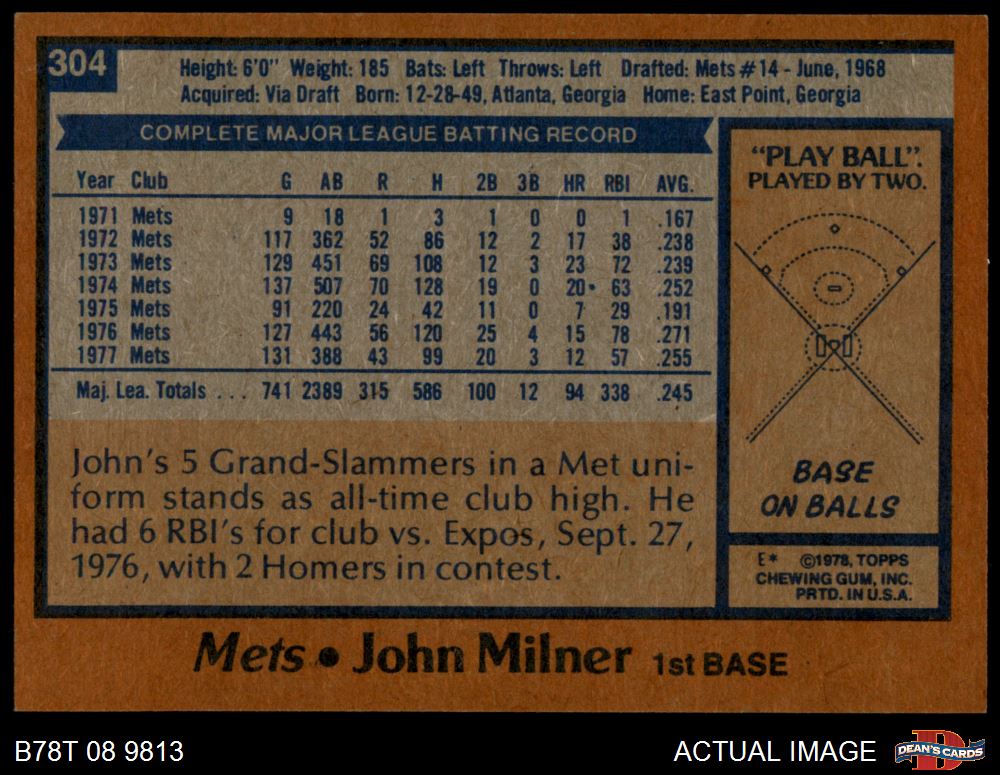 304
Height: 6'0" Weight: 185 Bats: Left Throws: Left Drafted: Mets #14 - June, 1968
Acquired: Via Draft Born: 12-28-49, Atlanta, Georgia Home: East Point, Georgia
COMPLETE MAJOR LEAGUE BATTING RECORD
Year Club G AB R H 2B 3B HR RBI AVG.
1971 Mets 9 18 1 3 1 0 0 1 .167
1972 Mets 117 362 52 86 12 2 17 38 .238
1973 Mets 129 451 69 108 12 3 23 72 .239
1974 Mets 137 507 70 128 19 0 20 63 .252
1975 Mets 91 220 24 42 11 0 7 29 .191
1976 Mets 127 443 56 120 25 4 15 78 .271
1977 Mets 131 388 43 99 20 3 12 57 .255
Maj. Lea. Totals . . . 741 2389 315 586 100 12 94 338 .245
John's 5 Grand-Slammers in a Met uni-
form stands as all-time club high. He
had 6 RBI's for club vs. Expos, Sept. 27,
1976, with 2 Homers in contest.
"PLAY BALL".
PLAYED BY TWO.
BASE
ON BALLS
E* ©1978, TOPPS
CHEWING GUM, INC.
PRTD. IN U.S.A.
Mets • John Milner 1st BASE
B78T 08 9813
ACTUAL IMAGE
DEAN'S CARDS